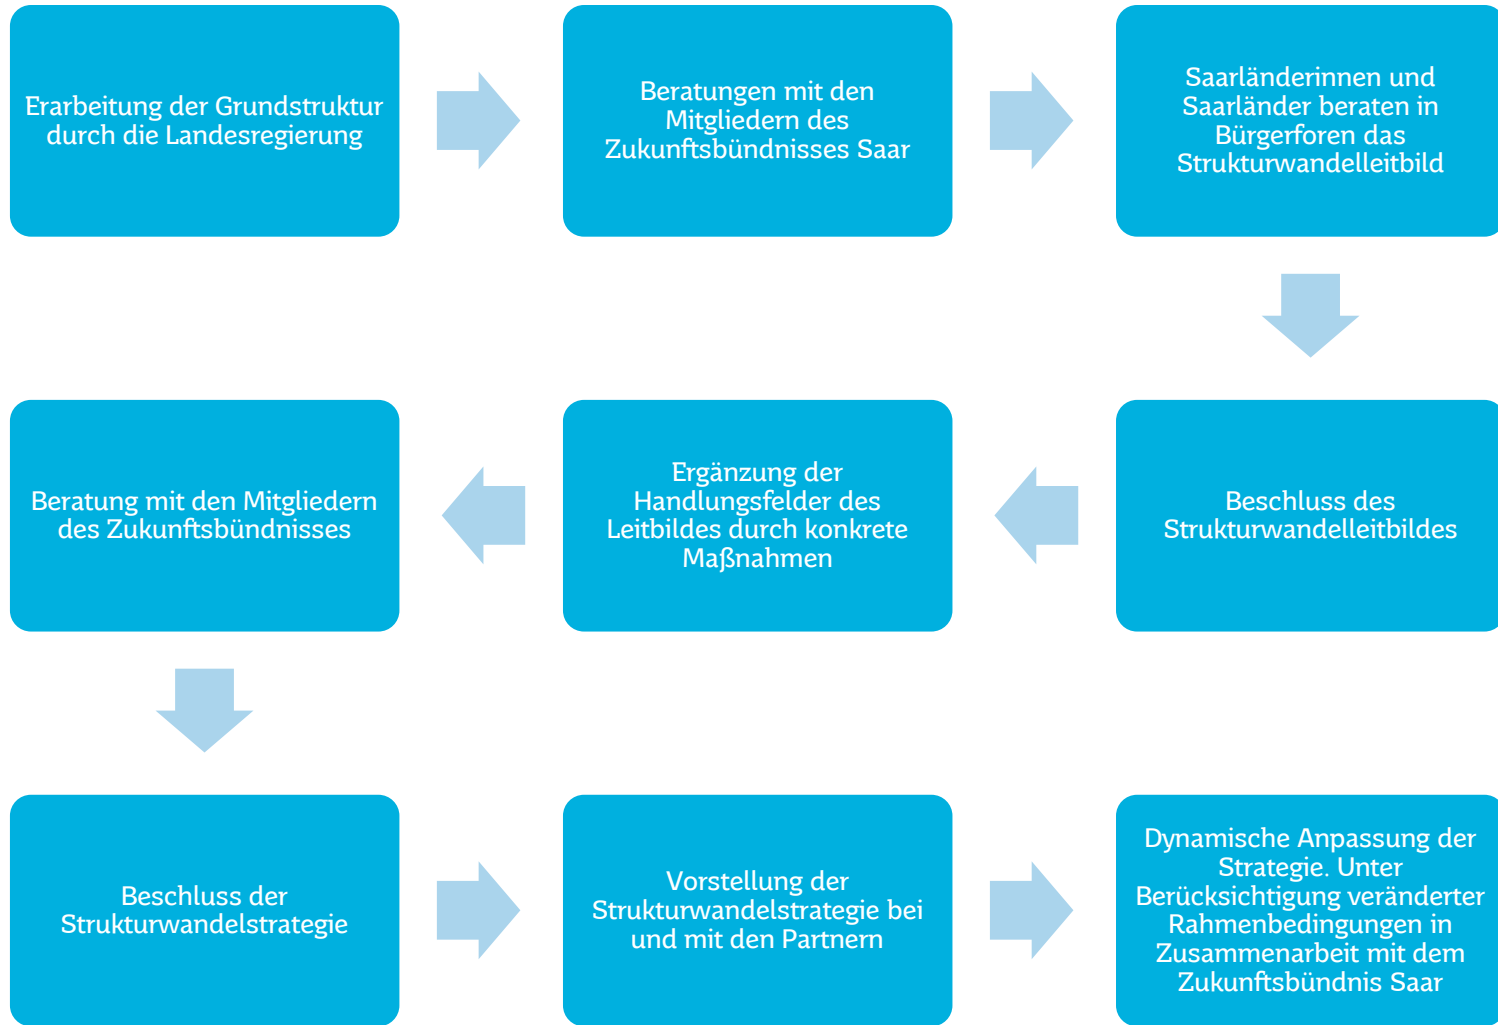 Erarbeitung der Grundstruktur
durch die Landesregierung
Beratungen mit den
Mitgliedern des
Zukunftsbündnisses Saar
Saarländerinnen und
Saarländer beraten in
Bürgerforen das
Strukturwandelleitbild
Beschluss des
Strukturwandelleitbildes
Ergänzung der
Handlungsfelder des
Leitbildes durch konkrete
Maßnahmen
Beratung mit den Mitgliedern
des Zukunftsbündnisses
Beschluss der
Strukturwandelstrategie
Vorstellung der
Strukturwandelstrategie bei
und mit den Partnern
Dynamische Anpassung der
Strategie. Unter
Berücksichtigung veränderter
Rahmenbedingungen in
Zusammenarbeit mit dem
Zukunftsbündnis Saar